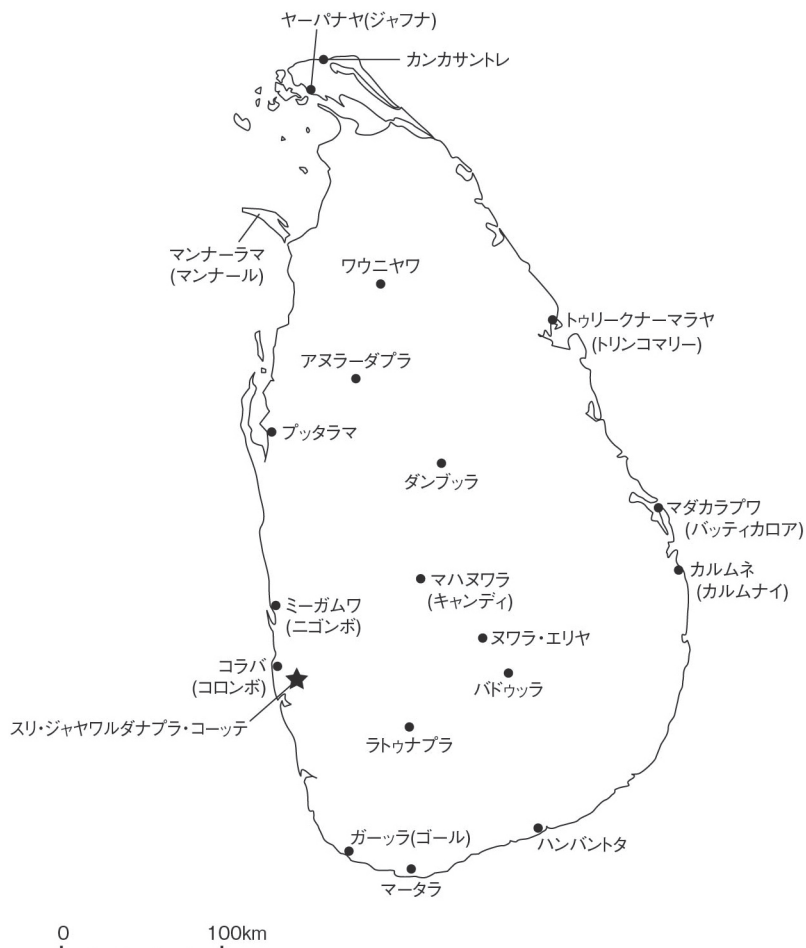 ヤーパナヤ(ジャフナ)
カンカサントレ
マンナーラマ
(マンナール)
ワウニヤワ
トゥリークナーマラヤ
(トリンコマリー)
アヌラーダプラ
プッタラマ
ダンブッラ
マダカラプワ
(バッティカロア)
カルムネ
(カルムナイ)
マハヌワラ
(キャンディ)
ミーガムワ
(ニゴンボ)
ヌワラ・エリヤ
コラバ
(コロンボ)
バドゥッラ
スリ・ジャヤワルダナプラ・コーッテ
ラトゥナプラ
ガーッラ(ゴール)
ハンバントタ
マータラ
0 100km